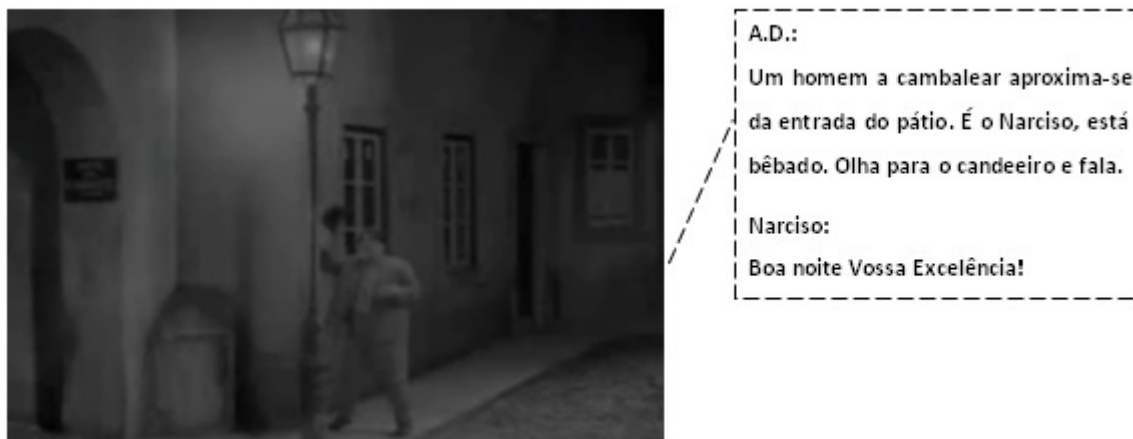 A.D.:
Um homem a cambalear aproxima-se
da entrada do pátio. É o Narciso, está
bêbado. Olha para o candeeiro e fala.
Narciso:
Boa noite Vossa Excelência!